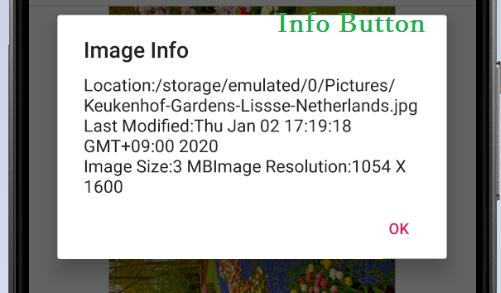 Info Button
Image Info
Location:/storage/emulated/0/Pictures/
Keukenhof-Gardens-Lissse-Netherlands.jpg
Last Modified:Thu Jan 02 17:19:18
GMT+09:00 2020
Image Size:3 MBImage Resolution:1054 X
1600
OK